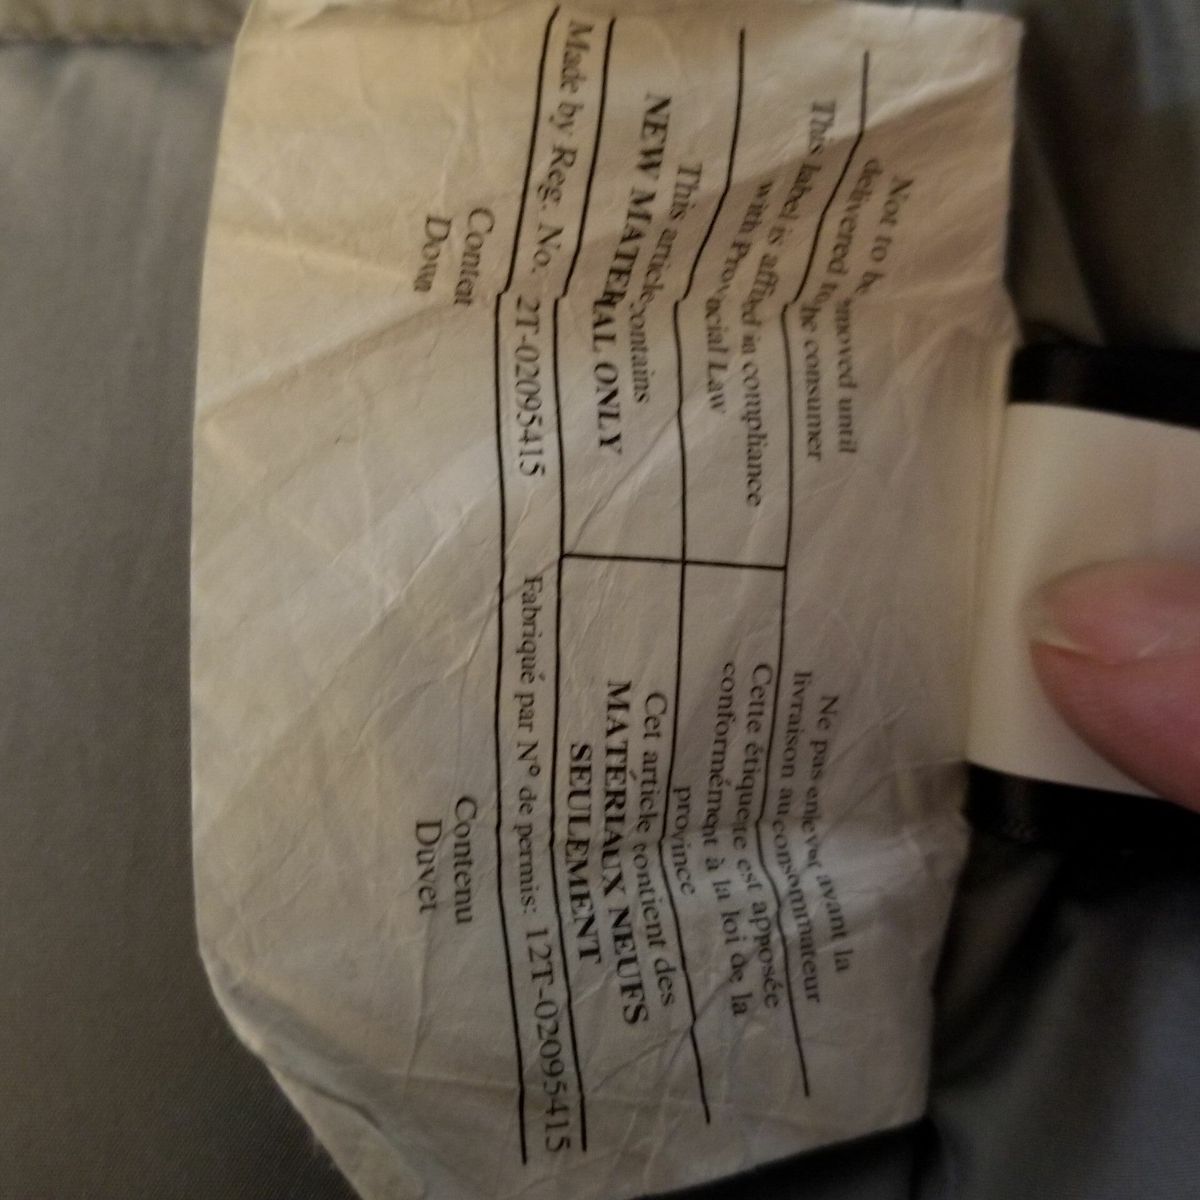 Not to be removed until
delivered to the consumer
Ne pas enlever avant la
livraison au consommateur
This label is affixed in compliance
with Provincial Law
Cette étiquette est apposée
conformément à la loi de la
province
This article contains
NEW MATERIAL ONLY
Cet article contient des
MATÉRIAUX NEUFS
SEULEMENT
Made by Reg. No. 2T-02095415
Fabriqué par N° de permis: 12T-02095415
Content
Down
Contenu
Duvet